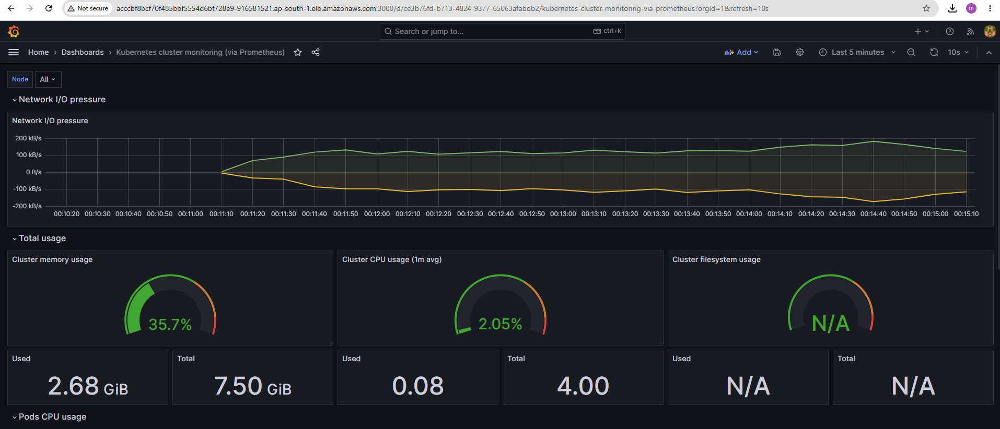 Not secure acccbf8bcf70f485bbf5554d6bf728e9-916581521.ap-south-1.elb.amazonaws.com:3000/d/ce3b76fd-b713-4824-9377-65063afabdb2/kubernetes-cluster-monitoring-via-prometheus?orgId=1&refresh=10s m
Search or jump to... ctrl+k
Home › Dashboards › Kubernetes cluster monitoring (via Prometheus) Add Last 5 minutes 10s
Node All
Network I/O pressure
Network I/O pressure
200 kB/s
100 kB/s
0 B/s
-100 kB/s
-200 kB/s
00:10:20 00:10:30 00:10:40 00:10:50 00:11:00 00:11:10 00:11:20 00:11:30 00:11:40 00:11:50 00:12:00 00:12:10 00:12:20 00:12:30 00:12:40 00:12:50 00:13:00 00:13:10 00:13:20 00:13:30 00:13:40 00:13:50 00:14:00 00:14:10 00:14:20 00:14:30 00:14:40 00:14:50 00:15:00 00:15:10
Total usage
Cluster memory usage Cluster CPU usage (1m avg) Cluster filesystem usage
35.7% 2.05% N/A
Used Total Used Total Used Total
2.68 GiB 7.50 GiB 0.08 4.00 N/A N/A
Pods CPU usage